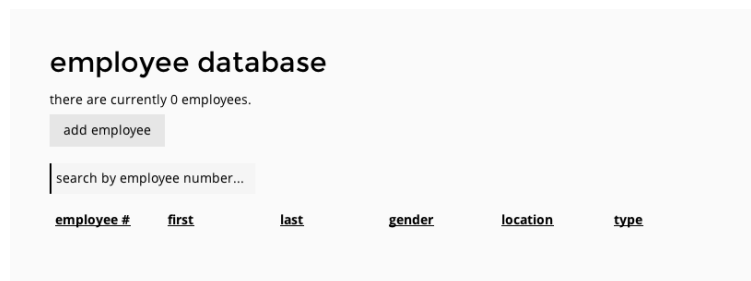 employee database
there are currently 0 employees.
add employee
search by employee number...
employee # first last gender location type